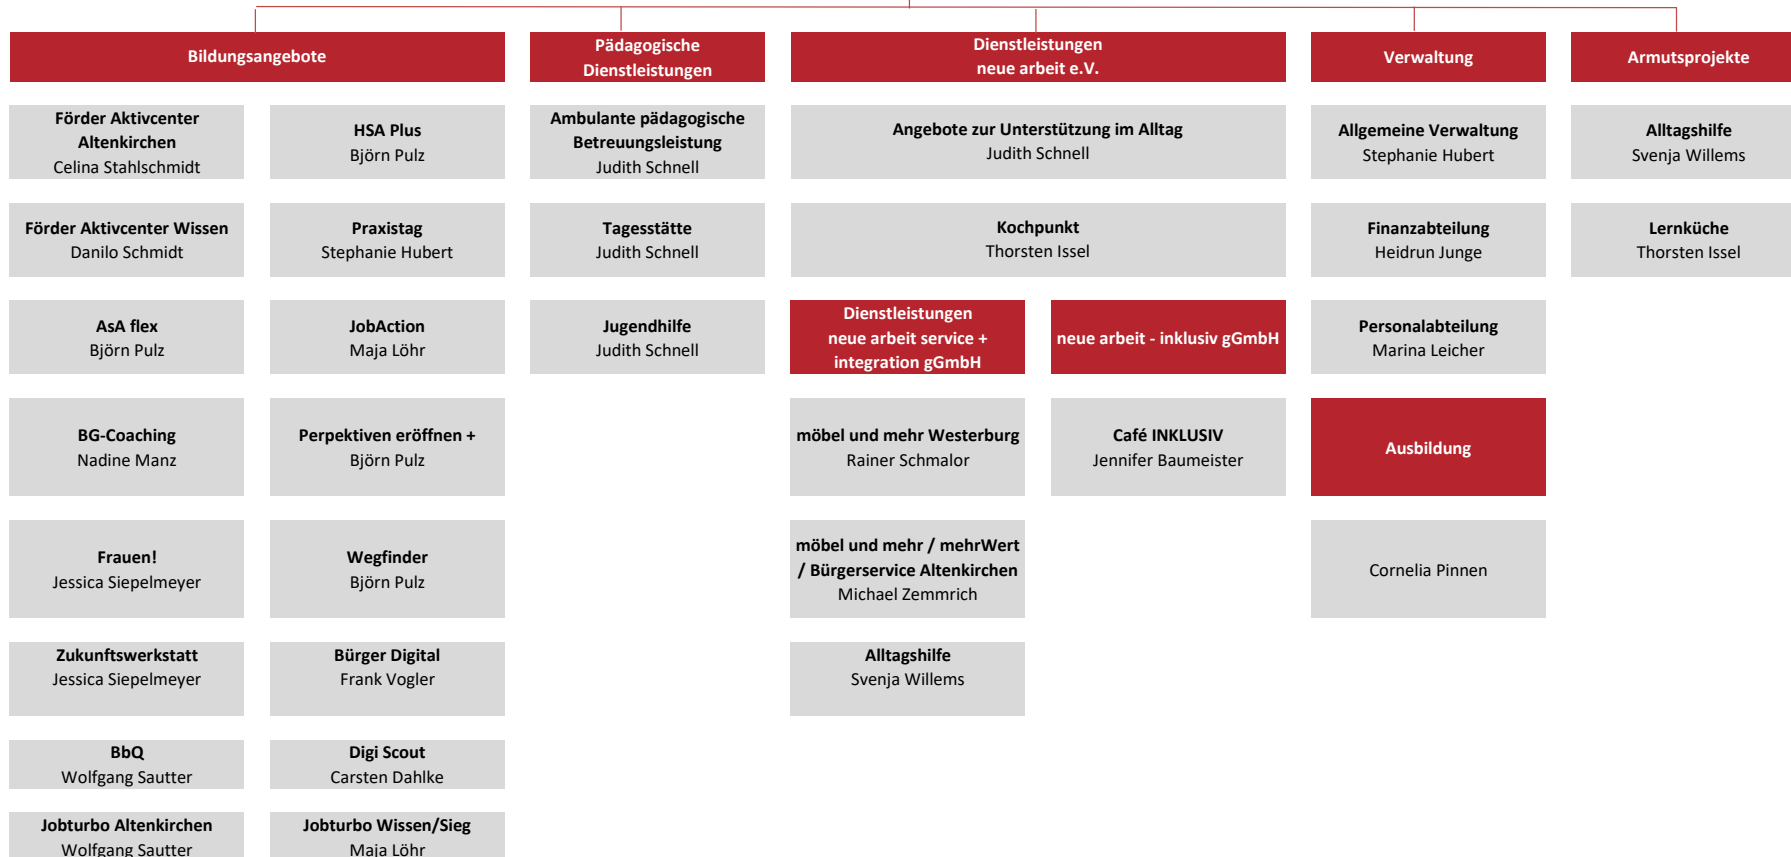 Bildungsangebote
Pädagogische
Dienstleistungen
Dienstleistungen
neue arbeit e.V.
Verwaltung
Armutsprojekte
Förder Aktivcenter
Altenkirchen
Celina Stahlschmidt
HSA Plus
Björn Pulz
Ambulante pädagogische
Betreuungsleistung
Judith Schnell
Angebote zur Unterstützung im Alltag
Judith Schnell
Allgemeine Verwaltung
Stephanie Hubert
Alltagshilfe
Svenja Willems
Förder Aktivcenter Wissen
Danilo Schmidt
Praxistag
Stephanie Hubert
Tagesstätte
Judith Schnell
Kochpunkt
Thorsten Issel
Finanzabteilung
Heidrun Junge
Lernküche
Thorsten Issel
AsA flex
Björn Pulz
JobAction
Maja Löhr
Jugendhilfe
Judith Schnell
Dienstleistungen
neue arbeit service +
integration gGmbH
neue arbeit - inklusiv gGmbH
Personalabteilung
Marina Leicher
BG-Coaching
Nadine Manz
Perpektiven eröffnen +
Björn Pulz
möbel und mehr Westerburg
Rainer Schmalor
Café INKLUSIV
Jennifer Baumeister
Ausbildung
Frauen!
Jessica Siepelmeyer
Wegfinder
Björn Pulz
möbel und mehr / mehrWert
/ Bürgerservice Altenkirchen
Michael Zemmrich
Cornelia Pinnen
Zukunftswerkstatt
Jessica Siepelmeyer
Bürger Digital
Frank Vogler
Alltagshilfe
Svenja Willems
BbQ
Wolfgang Sautter
Digi Scout
Carsten Dahlke
Jobturbo Altenkirchen
Wolfgang Sautter
Jobturbo Wissen/Sieg
Maja Löhr